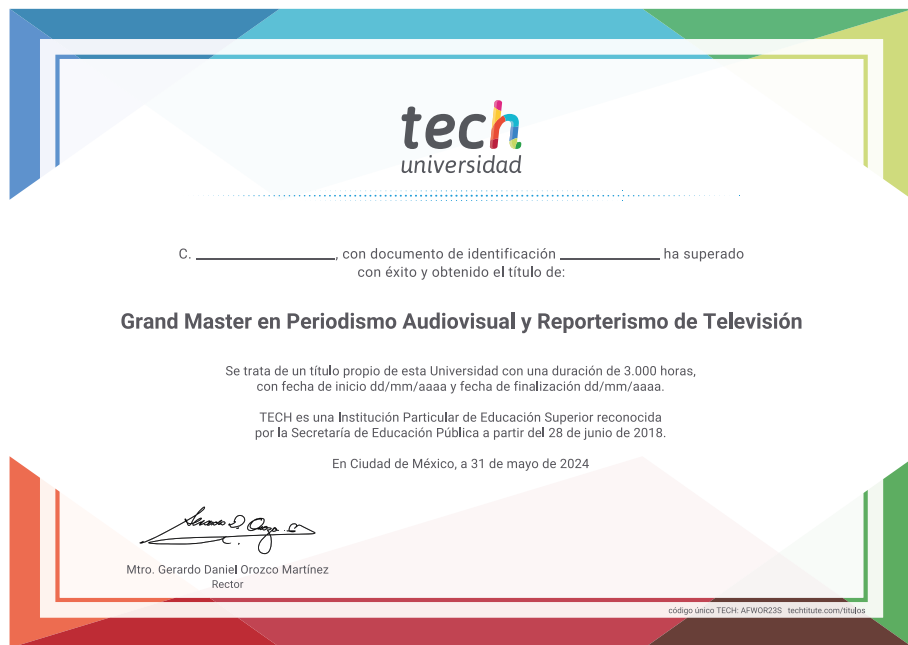 tech
universidad
C. ________________, con documento de identificación ____________ ha superado
con éxito y obtenido el título de:
Grand Master en Periodismo Audiovisual y Reporterismo de Televisión
Se trata de un título propio de esta Universidad con una duración de 3.000 horas,
con fecha de inicio dd/mm/aaaa y fecha de finalización dd/mm/aaaa.
TECH es una Institución Particular de Educación Superior reconocida
por la Secretaría de Educación Pública a partir del 28 de junio de 2018.
En Ciudad de México, a 31 de mayo de 2024
Mtro. Gerardo Daniel Orozco Martínez
Rector
código único TECH: AFWOR23S techtitute.com/titulos